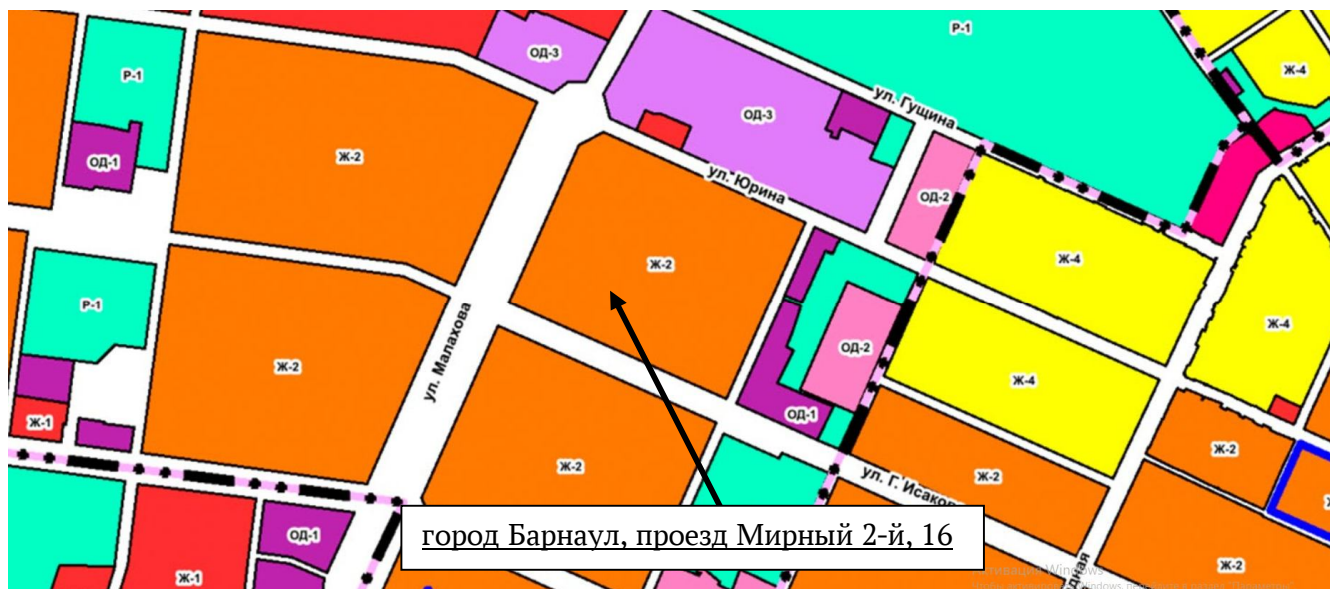 Р-1
ОД-3
Ж-4
Р-1
ул. Гущина
ОД-3
Ж-2
ОД-1
ул. Юрина
ОД-2
Ж-2
Ж-4
Р-1
Ж-4
ул. Малахова
ОД-2
Ж-2
Ж-4
ОД-1
Ж-1
Ж-2
Ж-2
Ж-2
ул. Г. Исаков
ОД-1
город Барнаул, проезд Мирный 2-й, 16
Ж-2
Ж-1